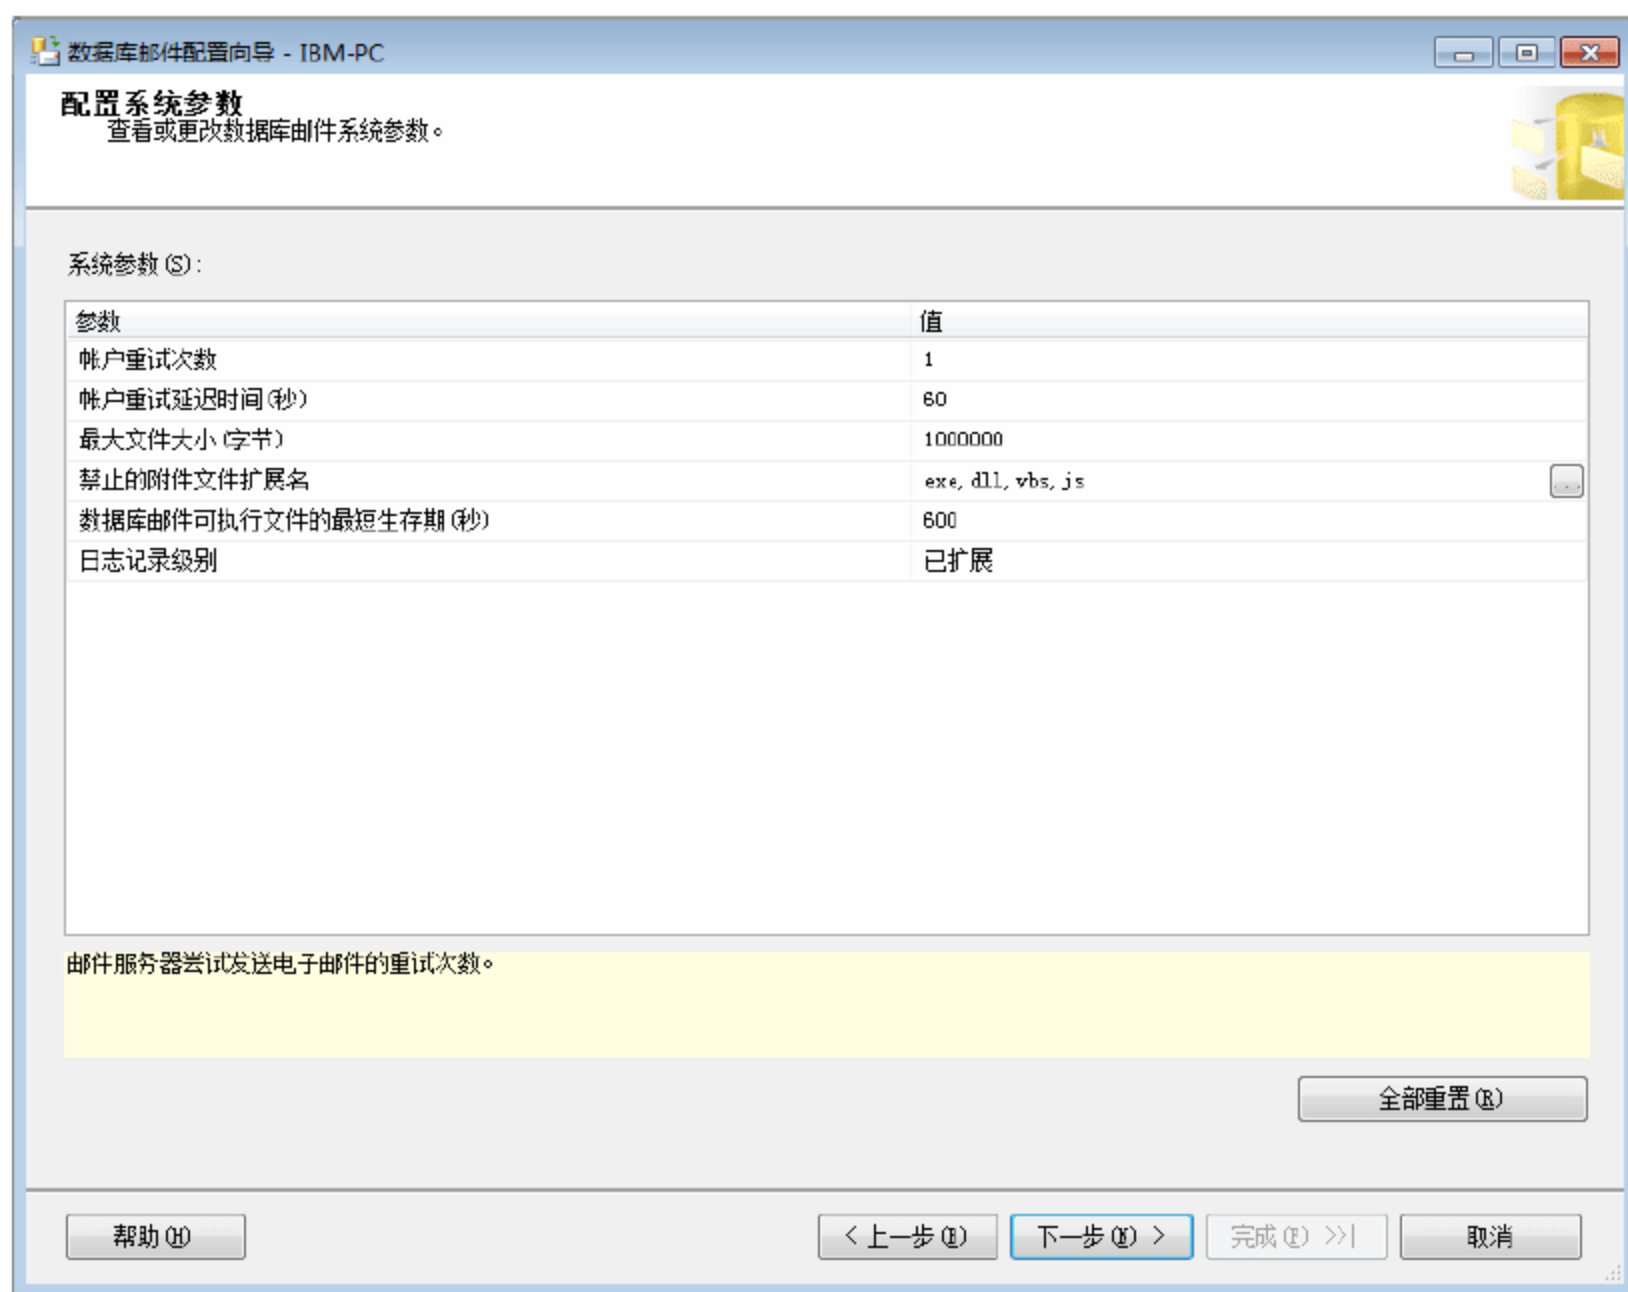 数据库邮件配置向导 - IBM-PC
配置系统参数
查看或更改数据库邮件系统参数。
系统参数(S):
参数 值
帐户重试次数 1
帐户重试延迟时间(秒) 60
最大文件大小(字节) 1000000
禁止的附件文件扩展名 exe, dll, vbs, js ...
数据库邮件可执行文件的最短生存期(秒) 600
日志记录级别 已扩展
邮件服务器尝试发送电子邮件的重试次数。
全部重置(R)
帮助(H) < 上一步(B) 下一步(N) > 完成(F) >>| 取消